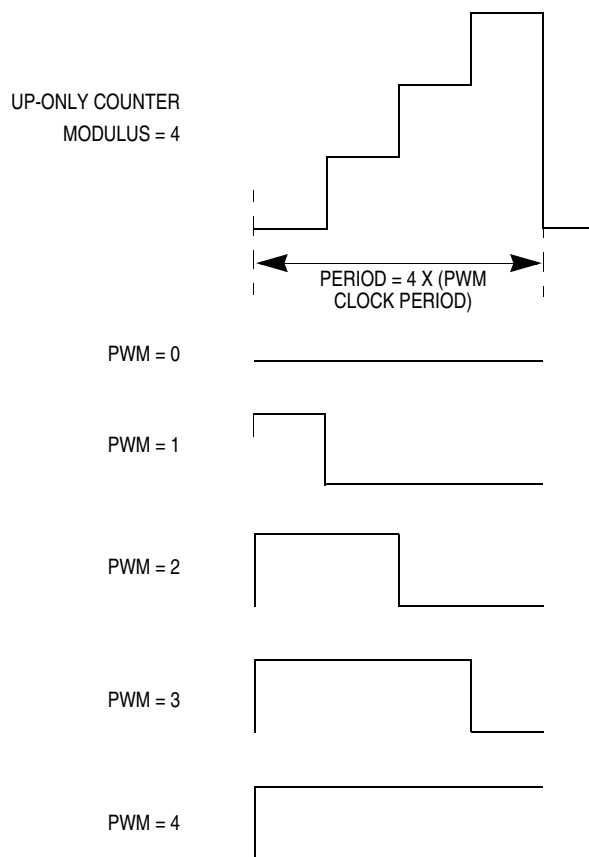 UP-ONLY COUNTER
MODULUS = 4
PERIOD = 4 X (PWM
CLOCK PERIOD)
PWM = 0
PWM = 1
PWM = 2
PWM = 3
PWM = 4